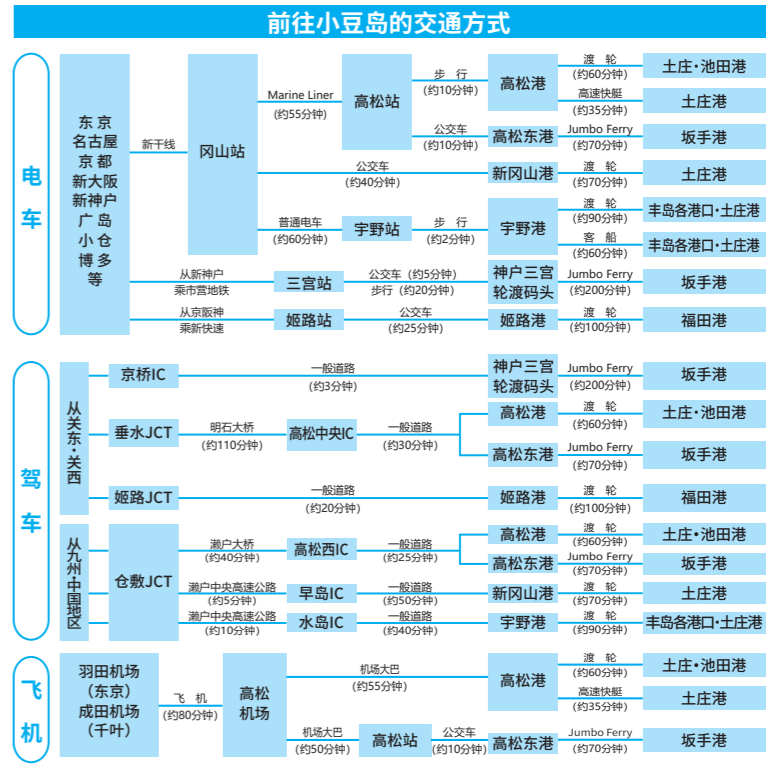 前往小豆岛的交通方式
电车
东 京
名古屋
京 都
新大阪
新神户
广 岛
小 仓
博 多
等
新干线
冈山站
Marine Liner
(约55分钟)
高松站
步 行
(约10分钟)
高松港
渡 轮
(约60分钟)
土庄·池田港
高速快艇
(约35分钟)
土庄港
公交车
(约10分钟)
高松东港
Jumbo Ferry
(约70分钟)
坂手港
公交车
(约40分钟)
新冈山港
渡 轮
(约70分钟)
土庄港
普通电车
(约60分钟)
宇野站
步 行
(约2分钟)
宇野港
渡 轮
(约90分钟)
丰岛各港口·土庄港
客 船
(约60分钟)
丰岛各港口·土庄港
从新神户
乘市营地铁
三宫站
公交车（约5分钟）
步行（约20分钟）
神户三宫
轮渡码头
Jumbo Ferry
(约200分钟)
坂手港
从京阪神
乘新快速
姬路站
公交车
(约25分钟)
姬路港
渡 轮
(约100分钟)
福田港
驾车
从关东·关西
京桥IC
一般道路
(约3分钟)
神户三宫
轮渡码头
Jumbo Ferry
(约200分钟)
坂手港
垂水JCT
明石大桥
(约110分钟)
高松中央IC
一般道路
(约30分钟)
高松港
渡 轮
(约60分钟)
土庄·池田港
高松东港
Jumbo Ferry
(约70分钟)
坂手港
姬路JCT
一般道路
(约20分钟)
姬路港
渡 轮
(约100分钟)
福田港
从九州·中国地区
仓敷JCT
濑户大桥
(约40分钟)
高松西IC
一般道路
(约25分钟)
高松港
渡 轮
(约60分钟)
土庄·池田港
高松东港
Jumbo Ferry
(约70分钟)
坂手港
濑户中央高速公路
(约5分钟)
早岛IC
一般道路
(约50分钟)
新冈山港
渡 轮
(约70分钟)
土庄港
濑户中央高速公路
(约10分钟)
水岛IC
一般道路
(约40分钟)
宇野港
渡 轮
(约90分钟)
丰岛各港口·土庄港
飞机
羽田机场
（东京）
成田机场
（千叶）
飞 机
(约80分钟)
高松
机场
机场大巴
(约55分钟)
高松港
渡 轮
(约60分钟)
土庄·池田港
高速快艇
(约35分钟)
土庄港
机场大巴
(约50分钟)
高松站
公交车
(约10分钟)
高松东港
Jumbo Ferry
(约70分钟)
坂手港